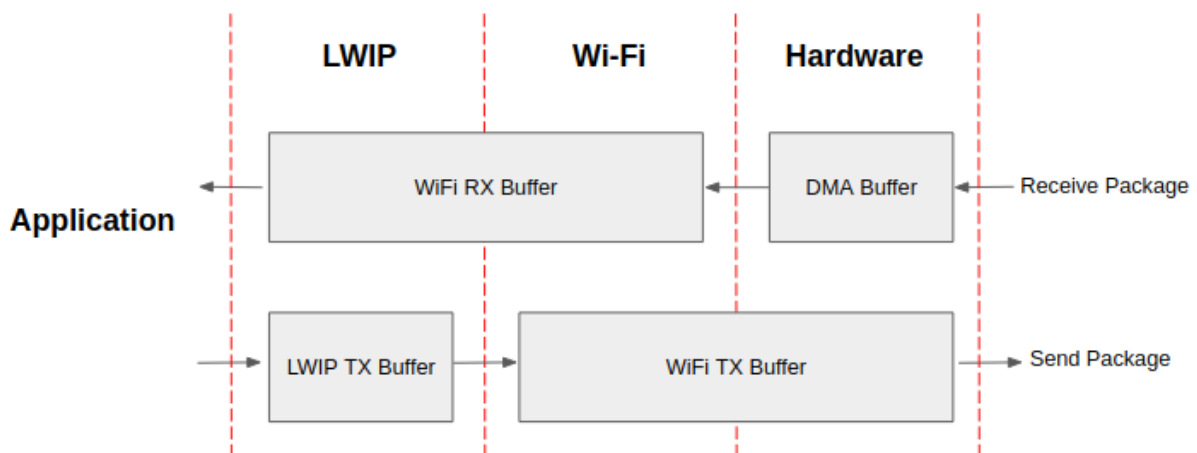 LWIP
Wi-Fi
Hardware
WiFi RX Buffer
DMA Buffer
Receive Package
Application
LWIP TX Buffer
WiFi TX Buffer
Send Package